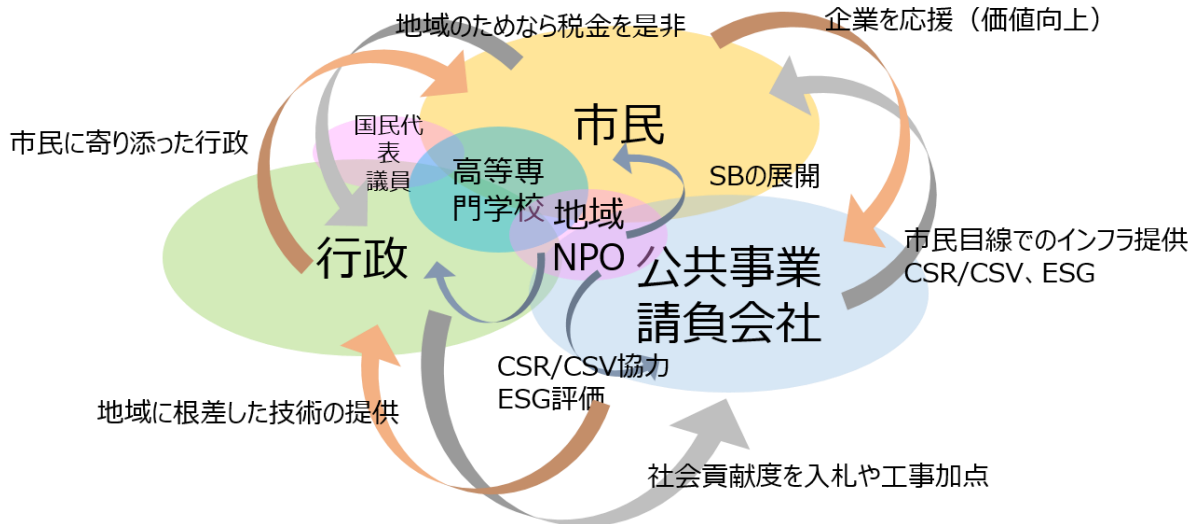 地域のためなら税金を是非
企業を応援（価値向上）
市民に寄り添った行政
国民代
表
議員
市民
高等専
門学校
SBの展開
地域
NPO
行政
公共事業
請負会社
市民目線でのインフラ提供
CSR/CSV、ESG
CSR/CSV協力
ESG評価
地域に根差した技術の提供
社会貢献度を入札や工事加点